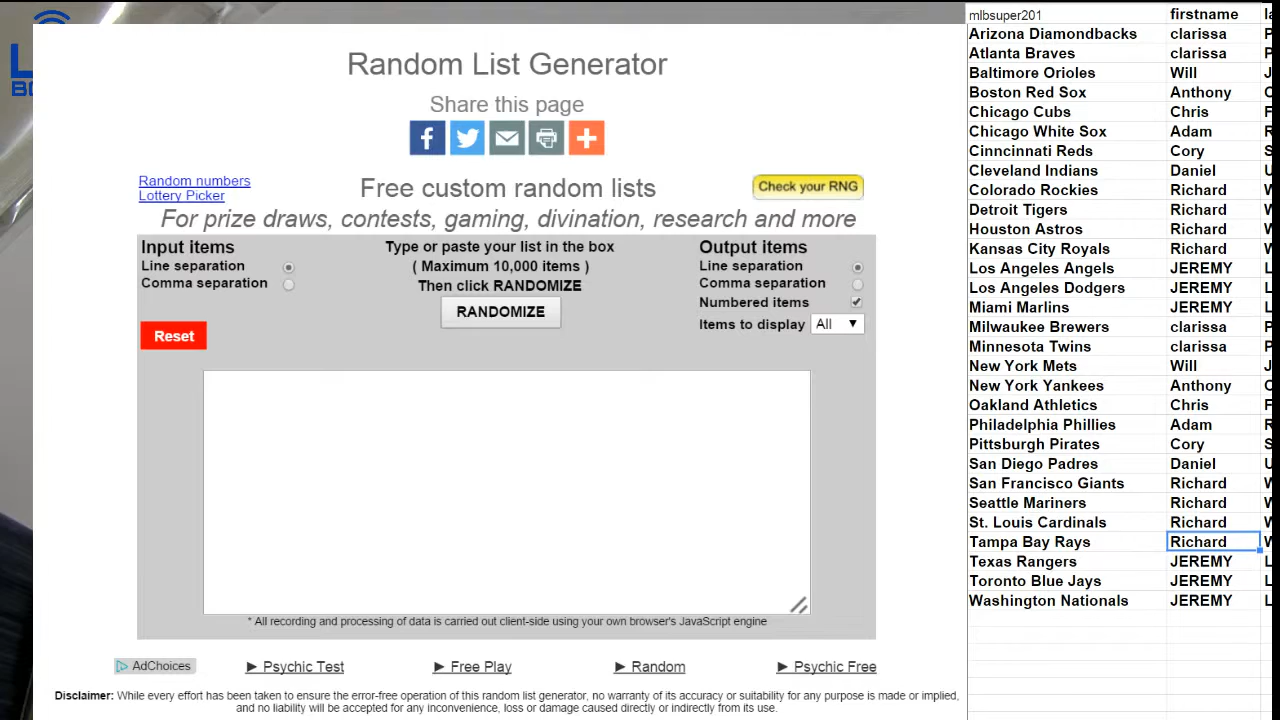 Random List Generator
Share this page
Random numbers
Lottery Picker
Free custom random lists
Check your RNG
For prize draws, contests, gaming, divination, research and more
Input items
Line separation
Comma separation
Reset
Type or paste your list in the box
( Maximum 10,000 items )
Then click RANDOMIZE
RANDOMIZE
Output items
Line separation
Comma separation
Numbered items
Items to display All
* All recording and processing of data is carried out client-side using your own browser's JavaScript engine
AdChoices
Psychic Test
Free Play
Random
Psychic Free
Disclaimer: While every effort has been taken to ensure the error-free operation of this random list generator, no warranty of its accuracy or suitability for any purpose is made or implied,
and no liability will be accepted for any inconvenience, loss or damage caused directly or indirectly from its use.
mlbsuper201 firstname
Arizona Diamondbacks clarissa
Atlanta Braves clarissa
Baltimore Orioles Will
Boston Red Sox Anthony
Chicago Cubs Chris
Chicago White Sox Adam
Cinncinnati Reds Cory
Cleveland Indians Daniel
Colorado Rockies Richard
Detroit Tigers Richard
Houston Astros Richard
Kansas City Royals Richard
Los Angeles Angels JEREMY
Los Angeles Dodgers JEREMY
Miami Marlins JEREMY
Milwaukee Brewers clarissa
Minnesota Twins clarissa
New York Mets Will
New York Yankees Anthony
Oakland Athletics Chris
Philadelphia Phillies Adam
Pittsburgh Pirates Cory
San Diego Padres Daniel
San Francisco Giants Richard
Seattle Mariners Richard
St. Louis Cardinals Richard
Tampa Bay Rays Richard
Texas Rangers JEREMY
Toronto Blue Jays JEREMY
Washington Nationals JEREMY